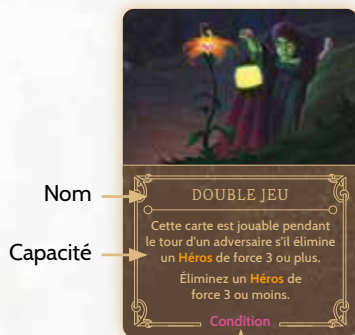 Nom
DOUBLE JEU
Capacité
Cette carte est jouable pendant
le tour d'un adversaire s'il élimine
un Héros de force 3 ou plus.
Éliminez un Héros de
force 3 ou moins.
Condition